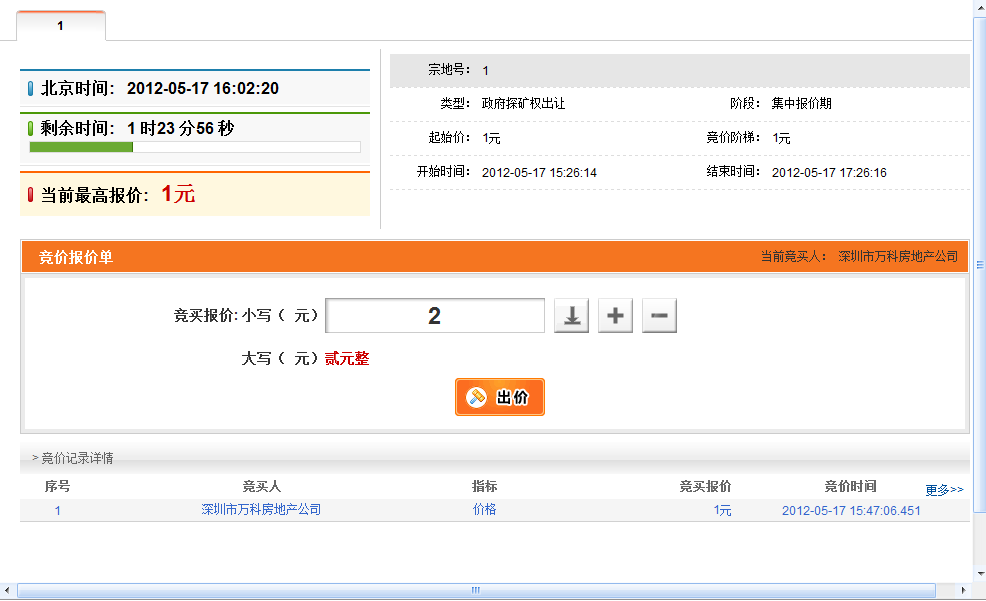 1
北京时间： 2012-05-17 16:02:20
剩余时间： 1 时23 分56 秒
当前最高报价： 1元
宗地号： 1
类型： 政府探矿权出让 阶段： 集中报价期
起始价： 1元 竞价阶梯： 1元
开始时间： 2012-05-17 15:26:14 结束时间： 2012-05-17 17:26:16
竞价报价单 当前竞买人： 深圳市万科房地产公司
竞买报价: 小写（ 元） 2
大写（ 元） 贰元整
出价
> 竞价记录详情
序号 竞买人 指标 竞买报价 竞价时间 更多>>
1 深圳市万科房地产公司 价格 1元 2012-05-17 15:47:06.451